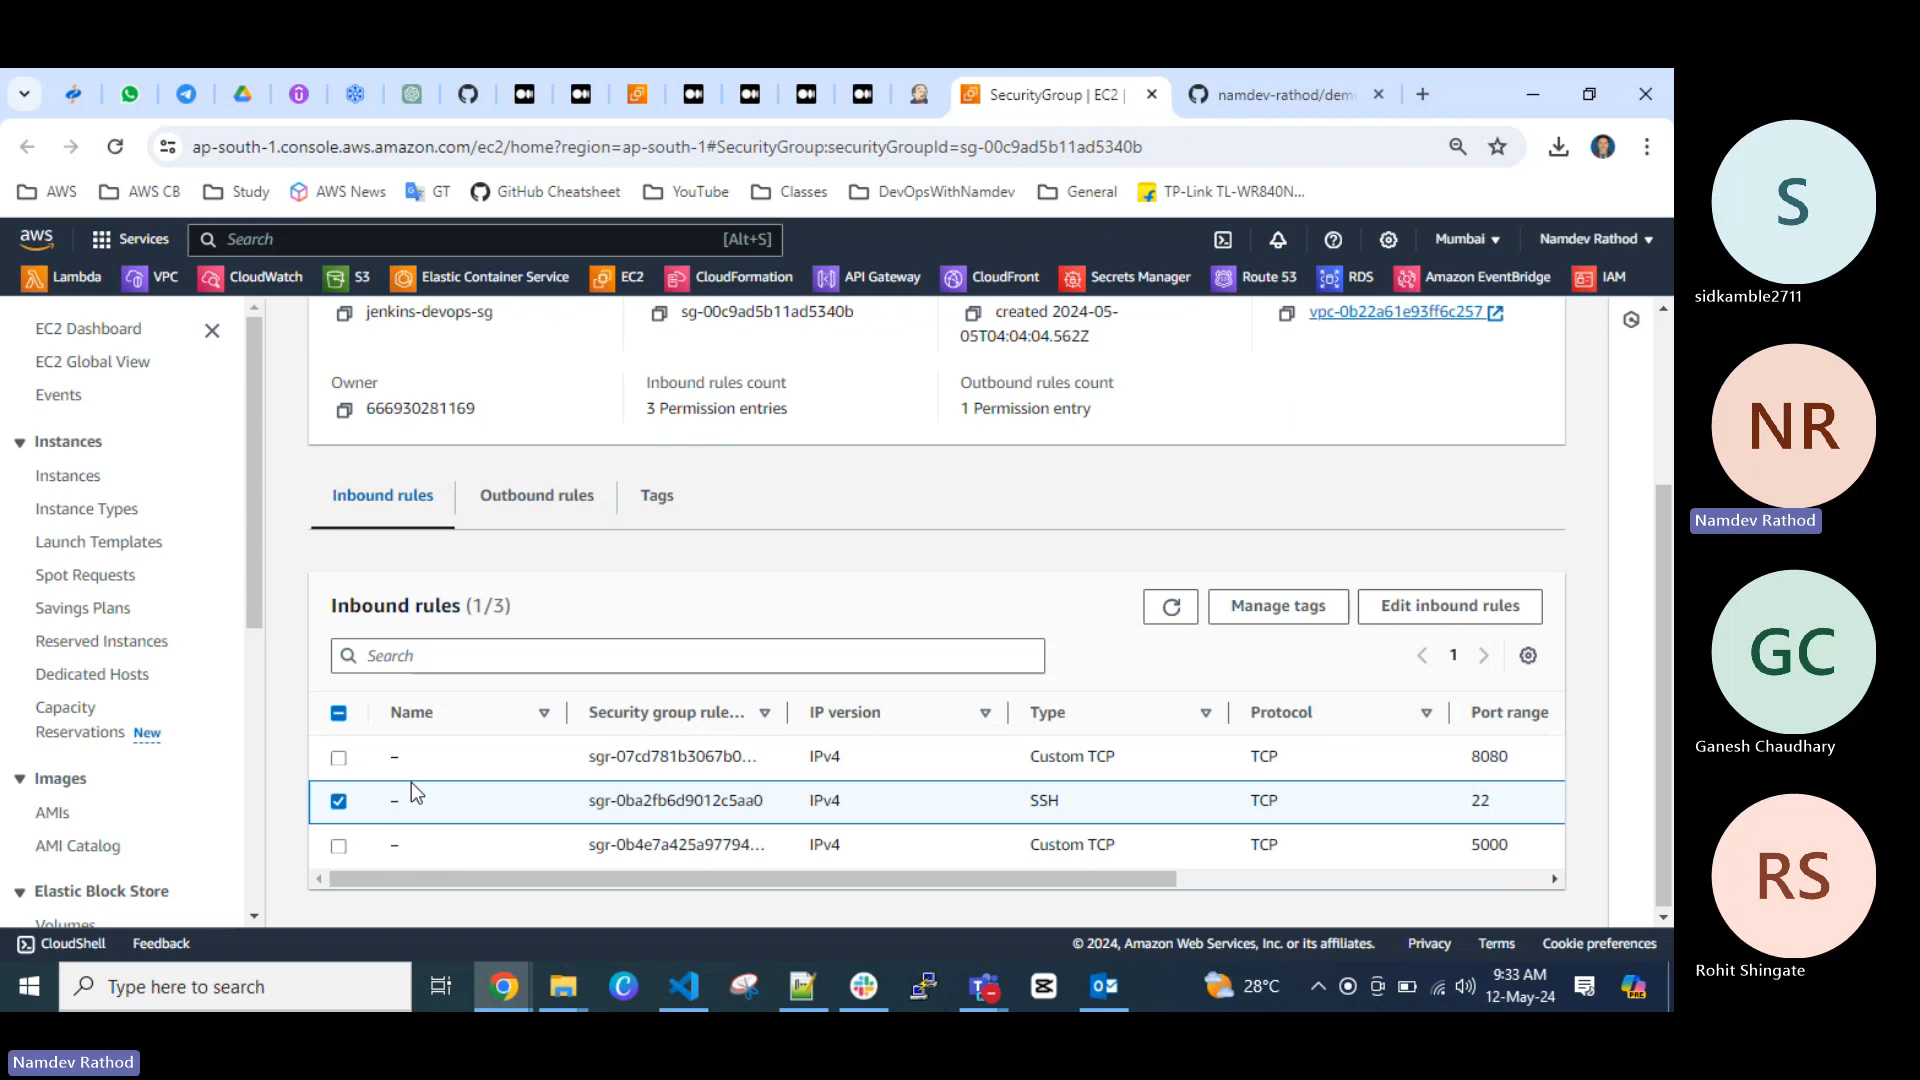 SecurityGroup | EC2 |
namdev-rathod/dem
ap-south-1.console.aws.amazon.com/ec2/home?region=ap-south-1#SecurityGroup:securityGroupId=sg-00c9ad5b11ad5340b
AWS
AWS CB
Study
AWS News
GT
GitHub Cheatsheet
YouTube
Classes
DevOpsWithNamdev
General
TP-Link TL-WR840N...
aws
Services
Search
[Alt+S]
Mumbai
Namdev Rathod
Lambda
VPC
CloudWatch
S3
Elastic Container Service
EC2
CloudFormation
API Gateway
CloudFront
Secrets Manager
Route 53
RDS
Amazon EventBridge
IAM
EC2 Dashboard
EC2 Global View
Events
Instances
Instances
Instance Types
Launch Templates
Spot Requests
Savings Plans
Reserved Instances
Dedicated Hosts
Capacity
Reservations New
Images
AMIs
AMI Catalog
Elastic Block Store
Volumes
jenkins-devops-sg
sg-00c9ad5b11ad5340b
created 2024-05-
05T04:04:04.562Z
vpc-0b22a61e93ff6c257
Owner
666930281169
Inbound rules count
3 Permission entries
Outbound rules count
1 Permission entry
Inbound rules
Outbound rules
Tags
Inbound rules (1/3)
Manage tags
Edit inbound rules
Search
1
Name
Security group rule...
IP version
Type
Protocol
Port range
– sgr-07cd781b3067b0... IPv4 Custom TCP TCP 8080
– sgr-0ba2fb6d9012c5aa0 IPv4 SSH TCP 22
– sgr-0b4e7a425a97794... IPv4 Custom TCP TCP 5000
CloudShell
Feedback
© 2024, Amazon Web Services, Inc. or its affiliates.
Privacy
Terms
Cookie preferences
Type here to search
28°C
9:33 AM
12-May-24
S
sidkamble2711
NR
Namdev Rathod
GC
Ganesh Chaudhary
RS
Rohit Shingate
Namdev Rathod